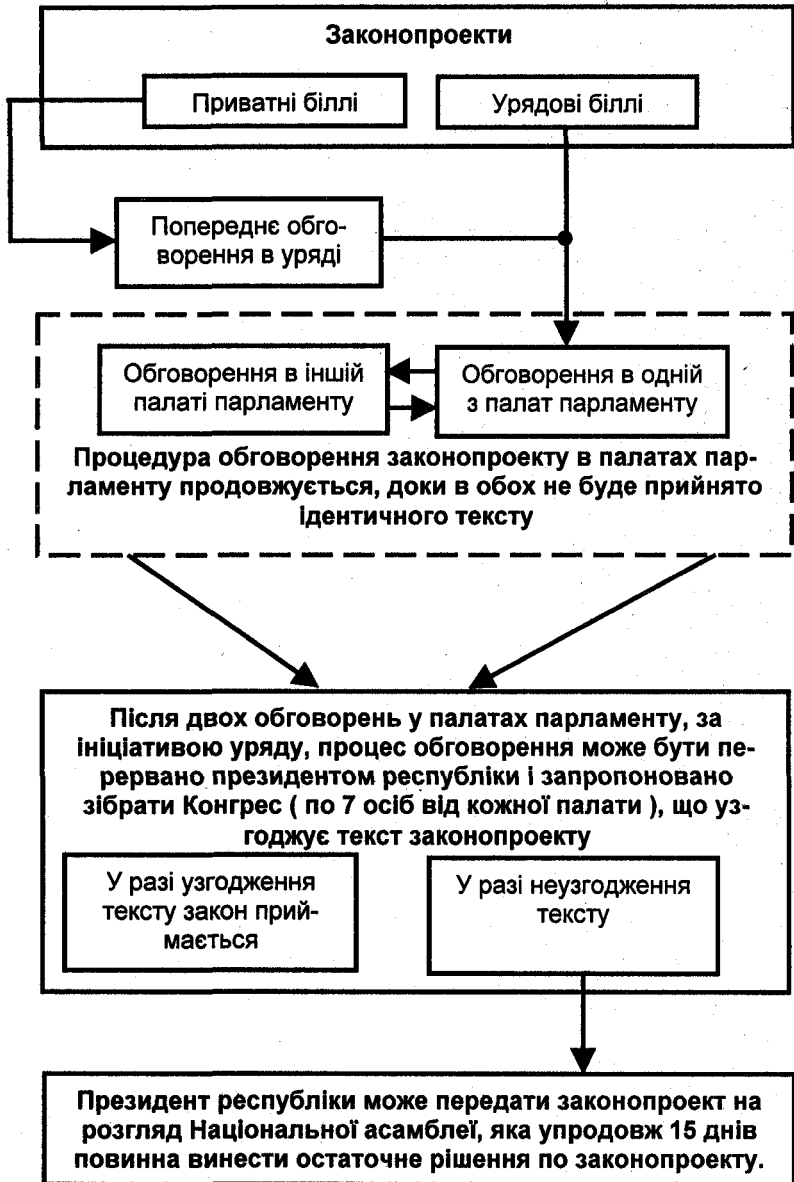 Законопроекти
Приватні біллі
Урядові біллі
Попереднє обго-
ворення в уряді
Обговорення в іншій
палаті парламенту
Обговорення в одній
з палат парламенту
Процедура обговорення законопроекту в палатах пар-
ламенту продовжується, доки в обох не буде прийнято
ідентичного тексту
Після двох обговорень у палатах парламенту, за
ініціативою уряду, процес обговорення може бути пе-
рервано президентом республіки і запропоновано
зібрати Конгрес ( по 7 осіб від кожної палати ), що уз-
годжує текст законопроекту
У разі узгодження
тексту закон прий-
мається
У разі неузгодження
тексту
Президент республіки може передати законопроект на
розгляд Національної асамблеї, яка упродовж 15 днів
повинна винести остаточне рішення по законопроекту.